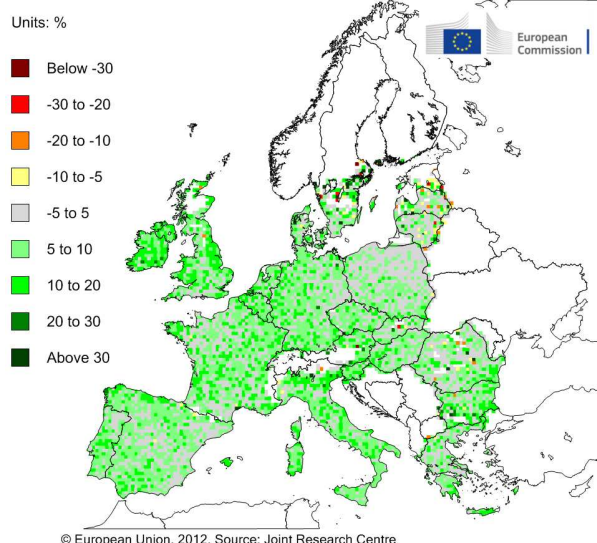 Units: %
European
Commission
Below -30
-30 to -20
-20 to -10
-10 to -5
-5 to 5
5 to 10
10 to 20
20 to 30
Above 30
© European Union, 2012. Source: Joint Research Centre